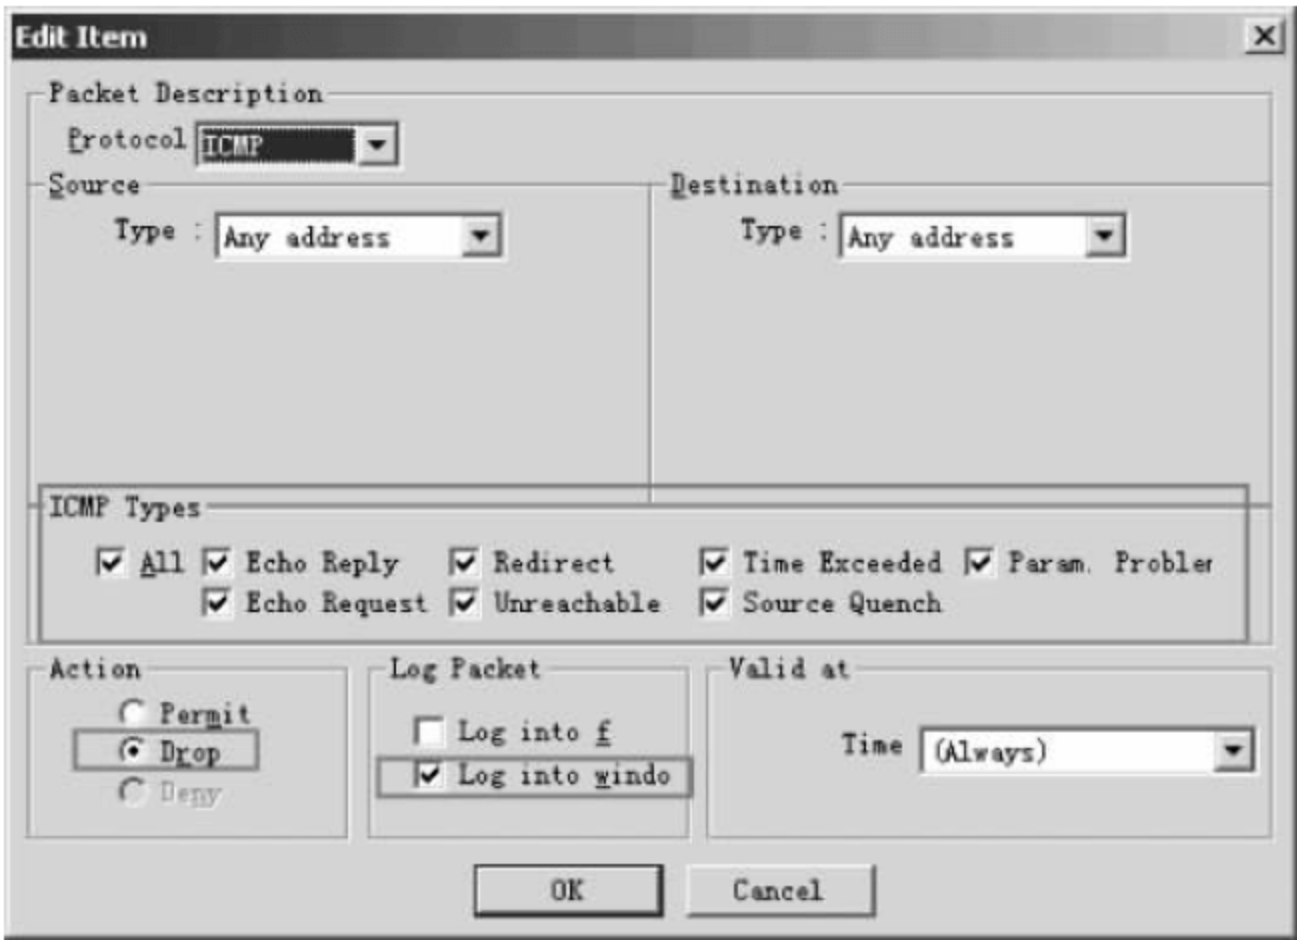 Edit Item
Packet Description
Protocol ICMP
Source
Destination
Type : Any address
Type : Any address
ICMP Types
All Echo Reply Redirect Time Exceeded Param. Probler
Echo Request Unreachable Source Quench
Action
Log Packet
Valid at
Permit
Drop
Deny
Log into f
Log into windo
Time (Always)
OK Cancel